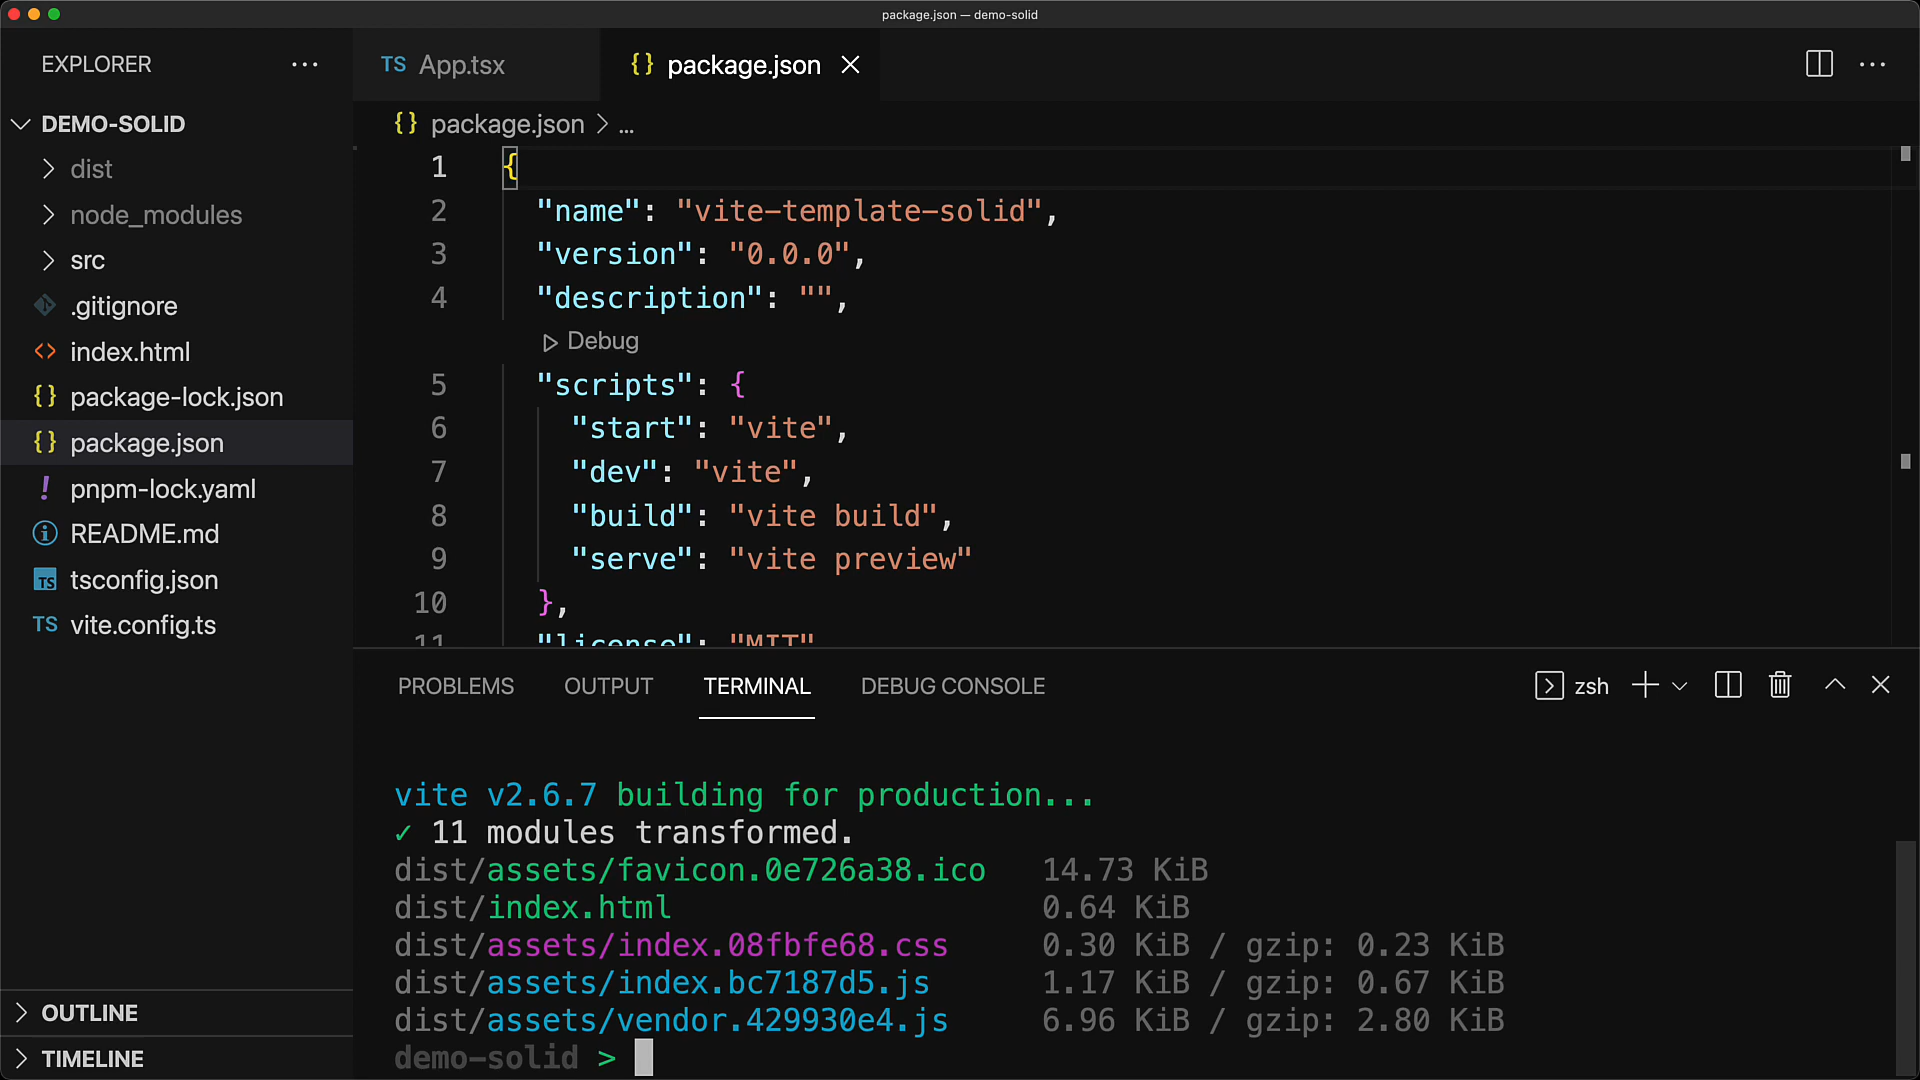 package.json — demo-solid
EXPLORER
TS App.tsx
{} package.json
DEMO-SOLID
{} package.json > ...
dist
node_modules
src
.gitignore
index.html
{} package-lock.json
{} package.json
! pnpm-lock.yaml
README.md
TS tsconfig.json
TS vite.config.ts
OUTLINE
TIMELINE
1 {
2 "name": "vite-template-solid",
3 "version": "0.0.0",
4 "description": "",
Debug
5 "scripts": {
6 "start": "vite",
7 "dev": "vite",
8 "build": "vite build",
9 "serve": "vite preview"
10 },
11 "license": "MIT"
PROBLEMS OUTPUT TERMINAL DEBUG CONSOLE
zsh
vite v2.6.7 building for production...
✓ 11 modules transformed.
dist/assets/favicon.0e726a38.ico 14.73 KiB
dist/index.html 0.64 KiB
dist/assets/index.08fbfe68.css 0.30 KiB / gzip: 0.23 KiB
dist/assets/index.bc7187d5.js 1.17 KiB / gzip: 0.67 KiB
dist/assets/vendor.429930e4.js 6.96 KiB / gzip: 2.80 KiB
demo-solid >